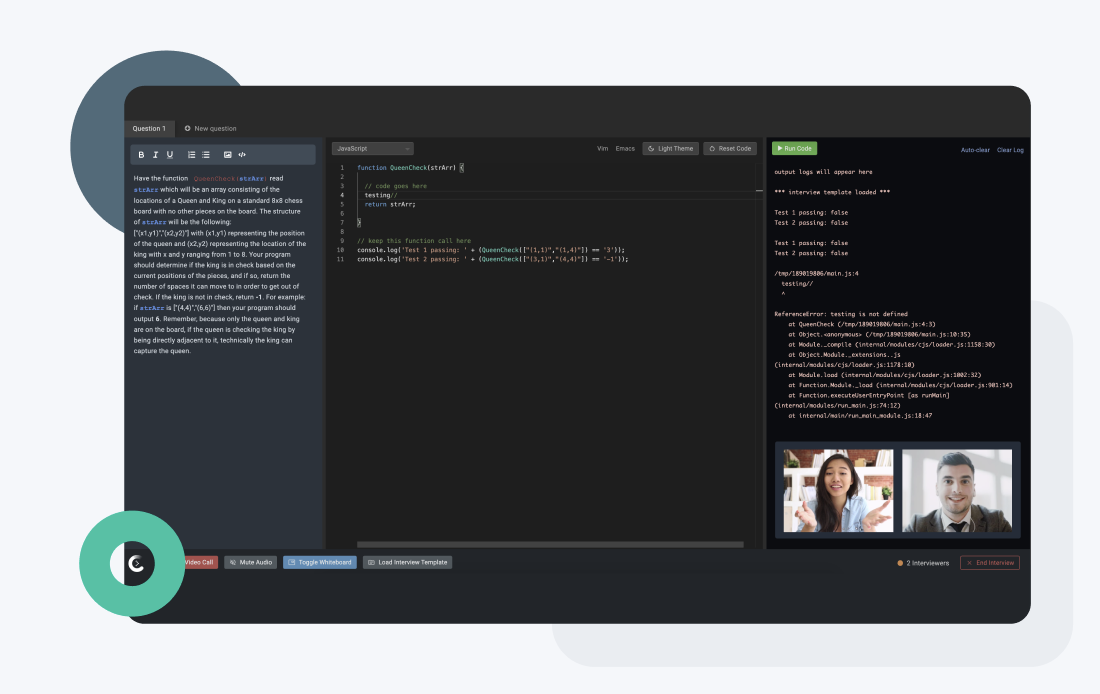 Question 1
New question
B I U
Have the function QueenCheck(strArr) read
strArr which will be an array consisting of the
locations of a Queen and King on a standard 8x8 chess
board with no other pieces on the board. The structure
of strArr will be the following:
["(x1,y1)","(x2,y2)"] with (x1,y1) representing the position
of the queen and (x2,y2) representing the location of the
king with x and y ranging from 1 to 8. Your program
should determine if the king is in check based on the
current positions of the pieces, and if so, return the
number of spaces it can move to in order to get out of
check. If the king is not in check, return -1. For example:
if strArr is ["(4,4)","(6,6)"] then your program should
output 6. Remember, because only the queen and king
are on the board, if the queen is checking the king by
being directly adjacent to it, technically the king can
capture the queen.
JavaScript
Vim
Emacs
Light Theme
Reset Code
1 function QueenCheck(strArr) {
2
3 // code goes here
4 testing//
5 return strArr;
6
7 }
8
9 // keep this function call here
10 console.log('Test 1 passing: ' + (QueenCheck(["(1,1)","(1,4)"]) == '3'));
11 console.log('Test 2 passing: ' + (QueenCheck(["(3,1)","(4,4)"]) == '-1'));
Run Code
Auto-clear
Clear Log
output logs will appear here
*** interview template loaded ***
Test 1 passing: false
Test 2 passing: false
Test 1 passing: false
Test 2 passing: false
/tmp/189019806/main.js:4
testing//
^
ReferenceError: testing is not defined
at QueenCheck (/tmp/189019806/main.js:4:3)
at Object.<anonymous> (/tmp/189019806/main.js:10:35)
at Module._compile (internal/modules/cjs/loader.js:1158:30)
at Object.Module._extensions..js
(internal/modules/cjs/loader.js:1178:10)
at Module.load (internal/modules/cjs/loader.js:1002:32)
at Function.Module._load (internal/modules/cjs/loader.js:901:14)
at Function.executeUserEntryPoint [as runMain]
(internal/modules/run_main.js:74:12)
at internal/main/run_main_module.js:18:47
Video Call
Mute Audio
Toggle Whiteboard
Load Interview Template
2 Interviewers
End Interview